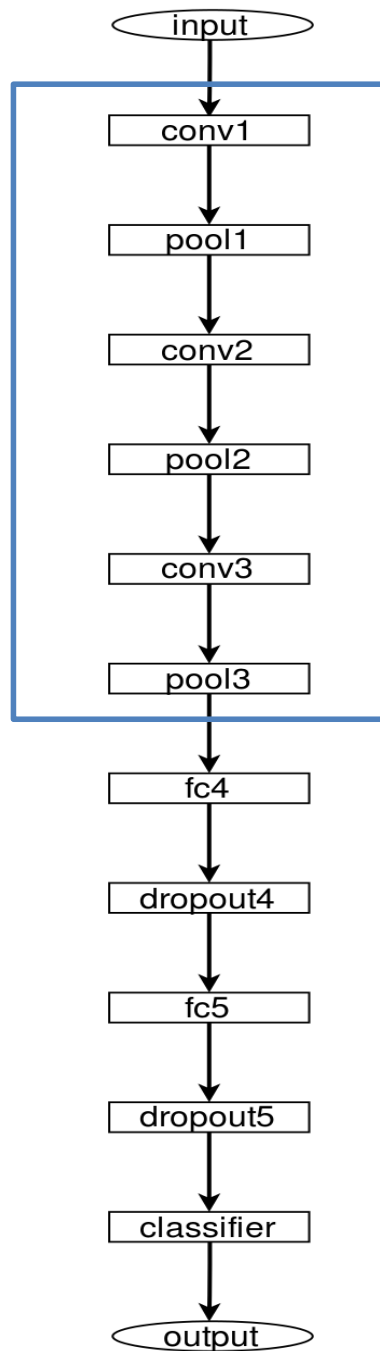 input
conv1
pool1
conv2
pool2
conv3
pool3
fc4
dropout4
fc5
dropout5
classifier
output